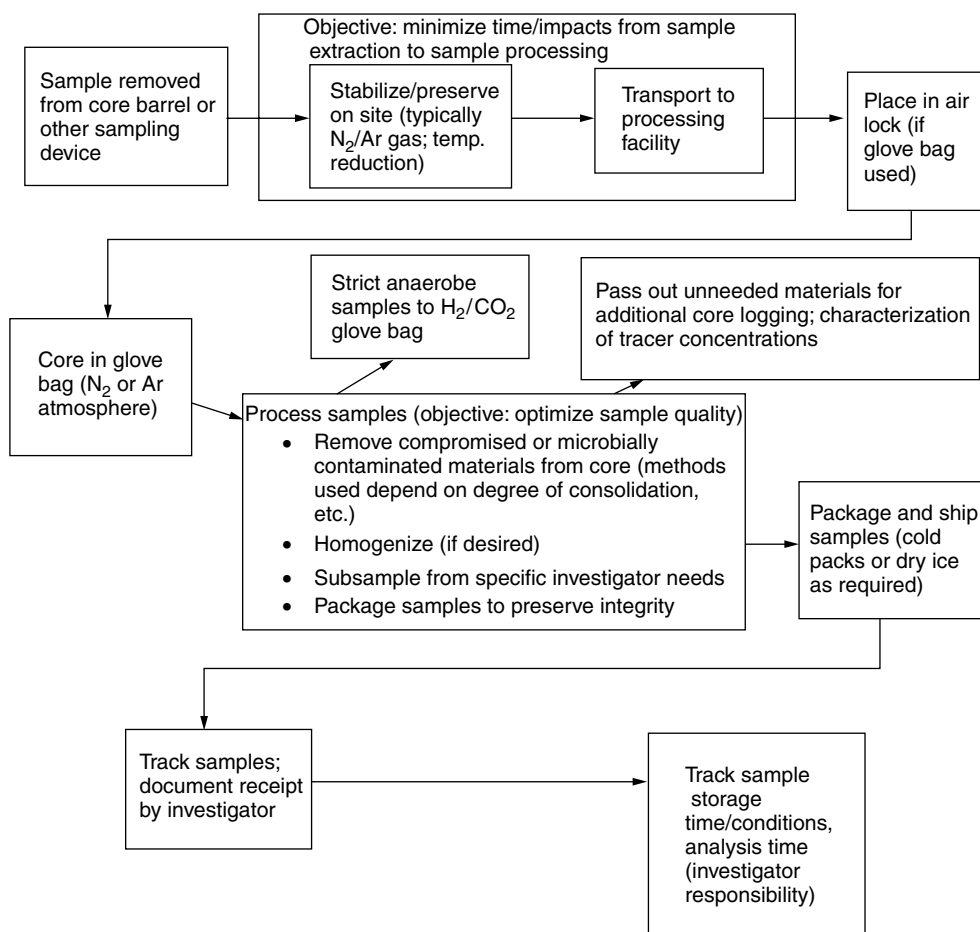 Objective: minimize time/impacts from sample
extraction to sample processing
Sample removed
from core barrel or
other sampling
device
Stabilize/preserve
on site (typically
N₂/Ar gas; temp.
reduction)
Transport to
processing
facility
Place in air
lock (if
glove bag
used)
Strict anaerobe
samples to H₂/CO₂
glove bag
Pass out unneeded materials for
additional core logging; characterization
of tracer concentrations
Core in glove
bag (N₂ or Ar
atmosphere)
Process samples (objective: optimize sample quality)
• Remove compromised or microbially
contaminated materials from core (methods
used depend on degree of consolidation,
etc.)
• Homogenize (if desired)
• Subsample from specific investigator needs
• Package samples to preserve integrity
Package and ship
samples (cold
packs or dry ice
as required)
Track samples;
document receipt
by investigator
Track sample
storage
time/conditions,
analysis time
(investigator
responsibility)